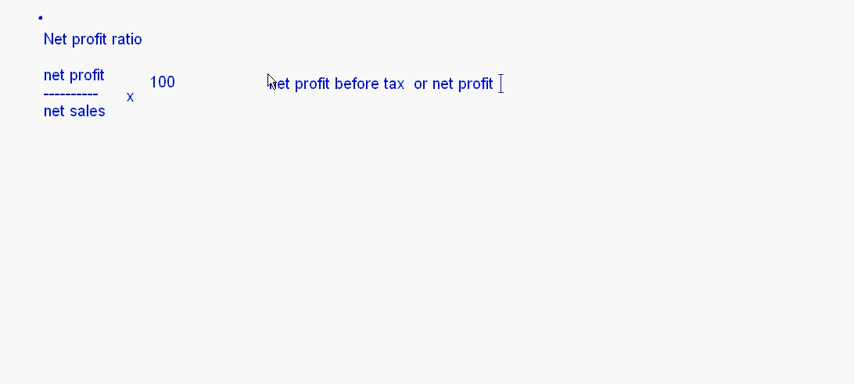 Net profit ratio
net profit
----------
net sales
x
100
net profit before tax or net profit